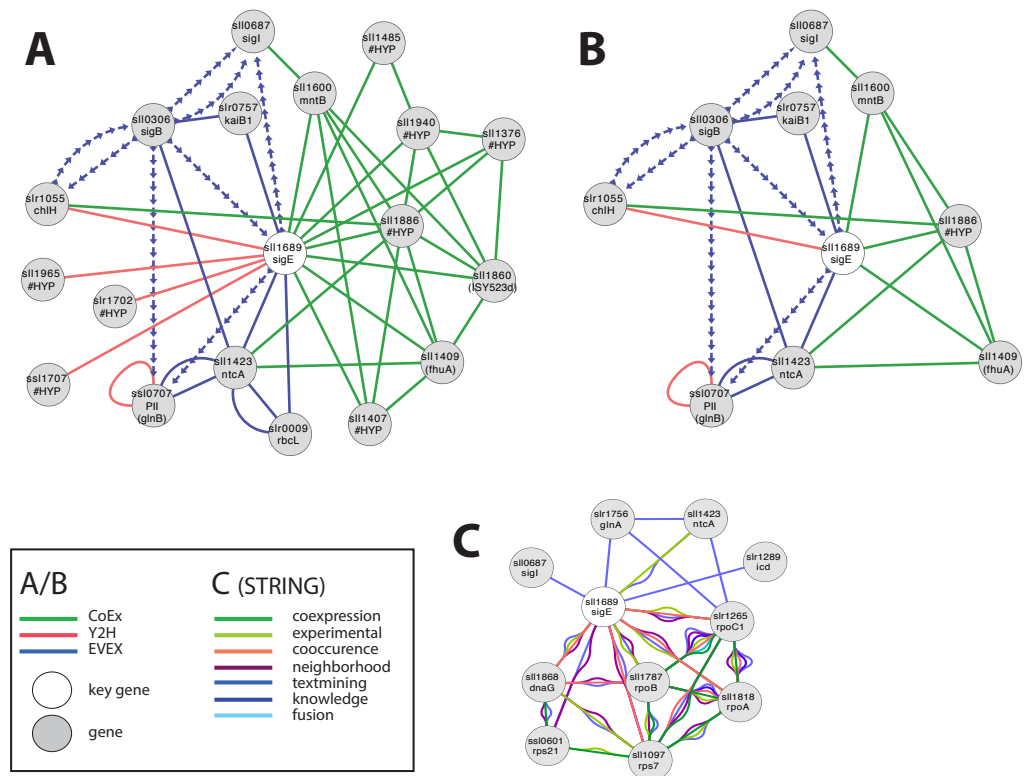 A
sll0687
sigI
sll1485
#HYP
sll1600
mntB
sll0306
sigB
slr0757
kaiB1
sll1940
#HYP
sll1376
#HYP
slr1055
chlH
sll1886
#HYP
sll1689
sigE
sll1965
#HYP
slr1702
#HYP
sll1860
(ISY523d)
ssl1707
#HYP
ssl0707
PII
(glnB)
sll1423
ntcA
sll1409
(fhuA)
slr0009
rbcL
sll1407
#HYP
B
sll0687
sigI
sll1600
mntB
sll0306
sigB
slr0757
kaiB1
slr1055
chlH
sll1886
#HYP
sll1689
sigE
sll1423
ntcA
sll1409
(fhuA)
ssl0707
PII
(glnB)
A/B
CoEx
Y2H
EVEX
key gene
gene
C (STRING)
coexpression
experimental
cooccurence
neighborhood
textmining
knowledge
fusion
C
slr1756
glnA
sll1423
ntcA
sll0687
sigI
slr1289
icd
sll1689
sigE
slr1265
rpoC1
sll1868
dnaG
sll1787
rpoB
sll1818
rpoA
ssl0601
rps21
sll1097
rps7